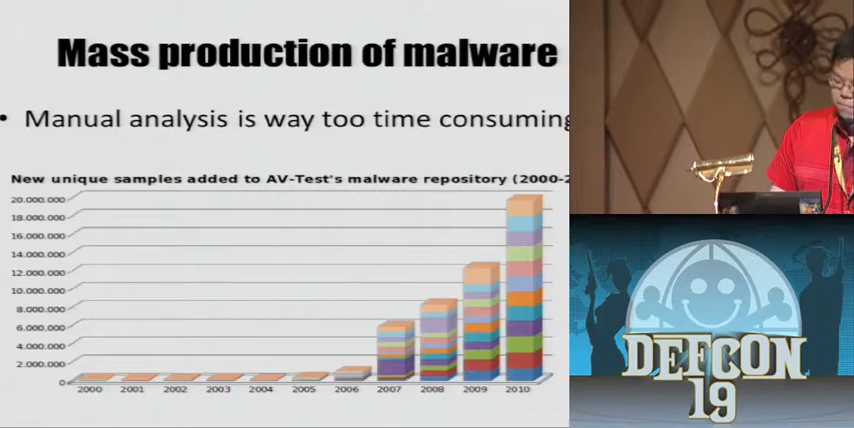 Mass production of malware
• Manual analysis is way too time consuming
New unique samples added to AV-Test's malware repository (2000-2
20.000.000
18.000.000
16.000.000
14.000.000
12.000.000
10.000.000
8.000.000
6.000.000
4.000.000
2.000.000
0
2000 2001 2002 2003 2004 2005 2006 2007 2008 2009 2010
DEFCON
19